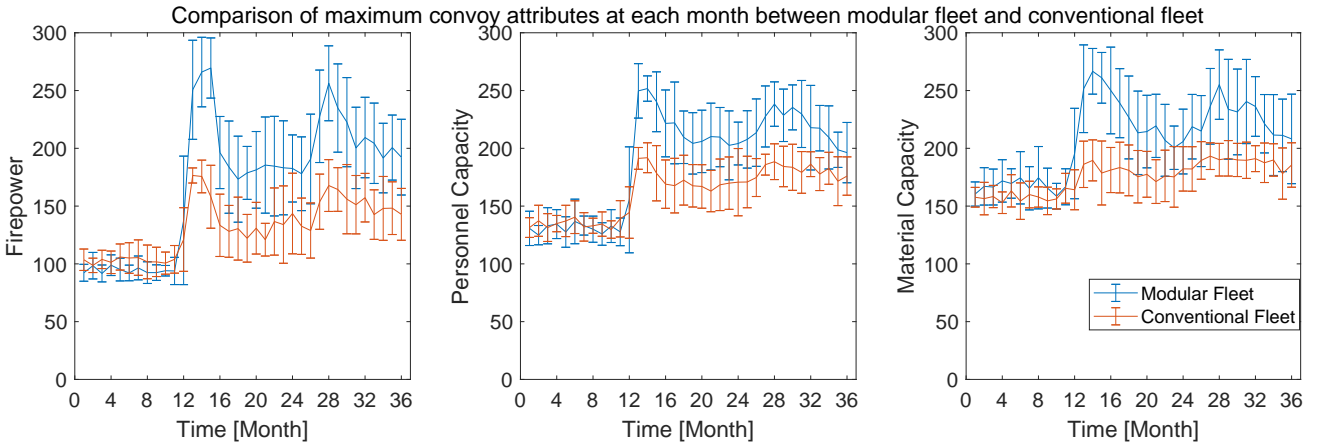 Comparison of maximum convoy attributes at each month between modular fleet and conventional fleet
Firepower
300
250
200
150
100
50
0
0 4 8 12 16 20 24 28 32 36
Time [Month]
Personnel Capacity
300
250
200
150
100
50
0
0 4 8 12 16 20 24 28 32 36
Time [Month]
Material Capacity
300
250
200
150
100
50
0
0 4 8 12 16 20 24 28 32 36
Time [Month]
Modular Fleet
Conventional Fleet